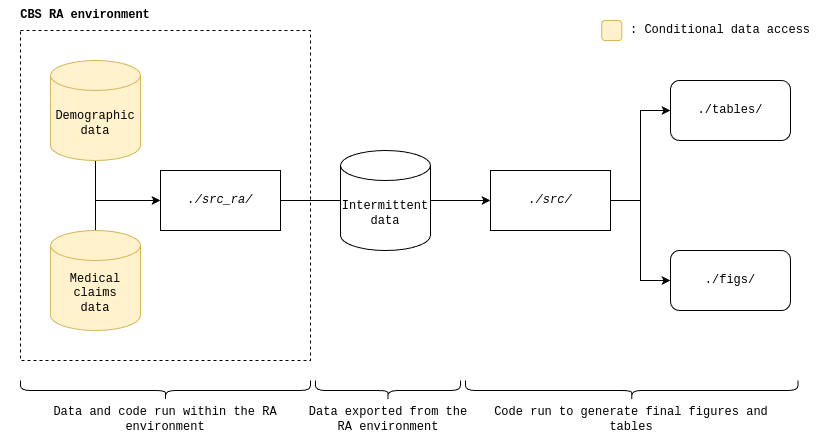 CBS RA environment
: Conditional data access
Demographic
data
./tables/
./src_ra/
Intermittent
data
./src/
Medical
claims
data
./figs/
Data and code run within the RA
environment
Data exported from the
RA environment
Code run to generate final figures and
tables